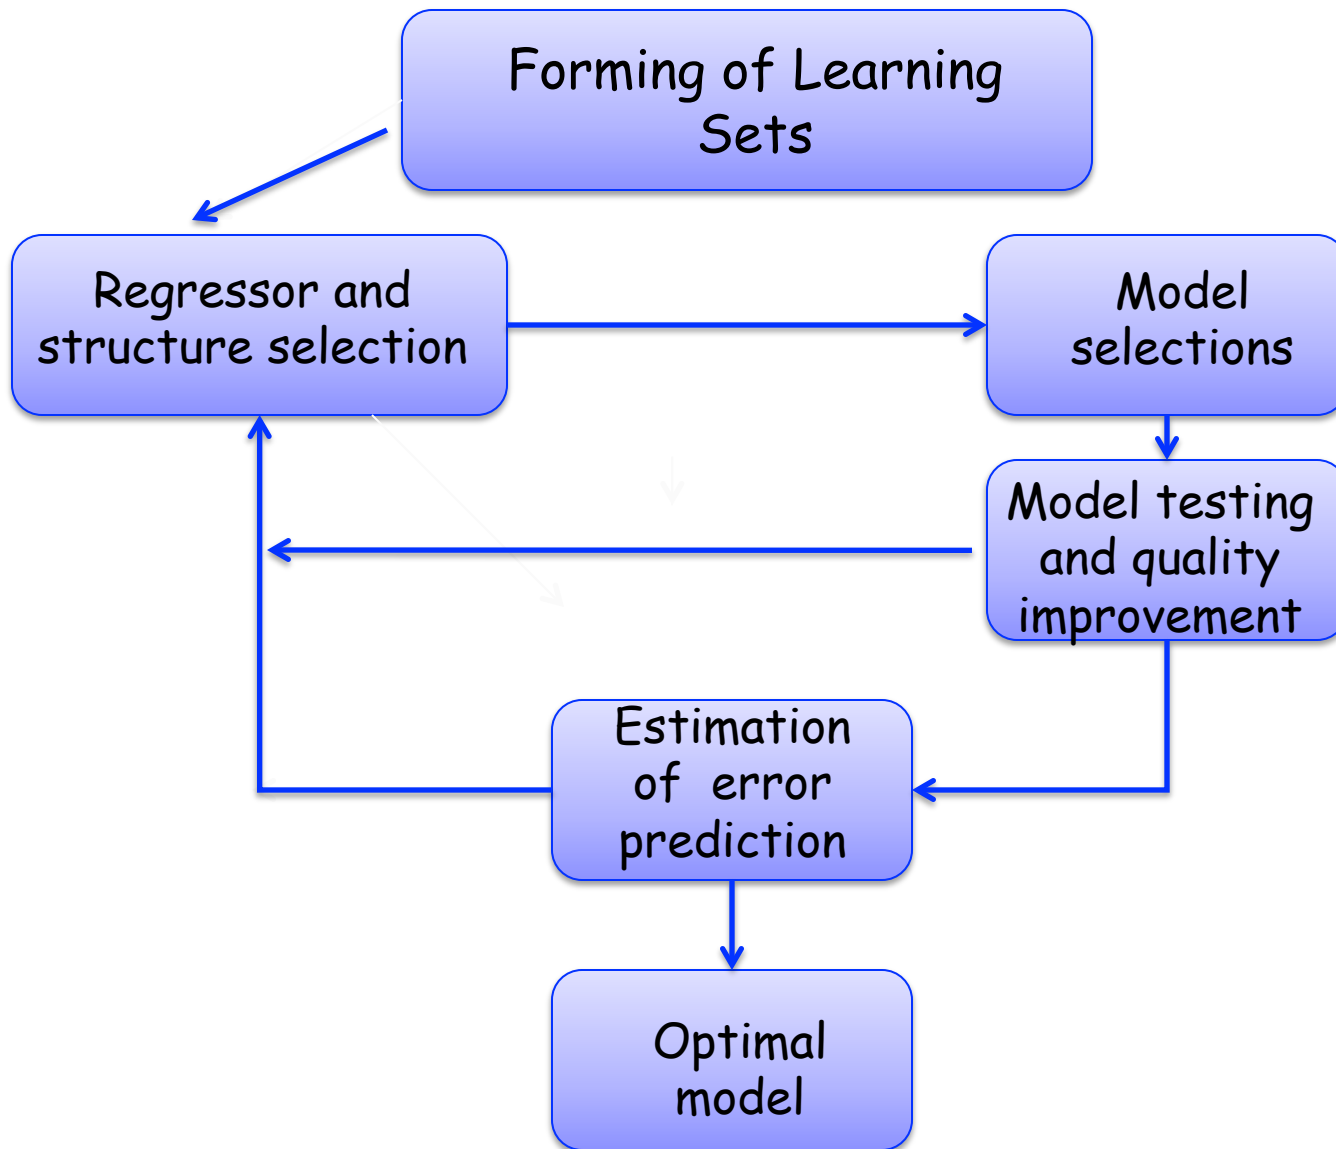 Forming of Learning
Sets
Regressor and
structure selection
Model
selections
Model testing
and quality
improvement
Estimation
of error
prediction
Optimal
model